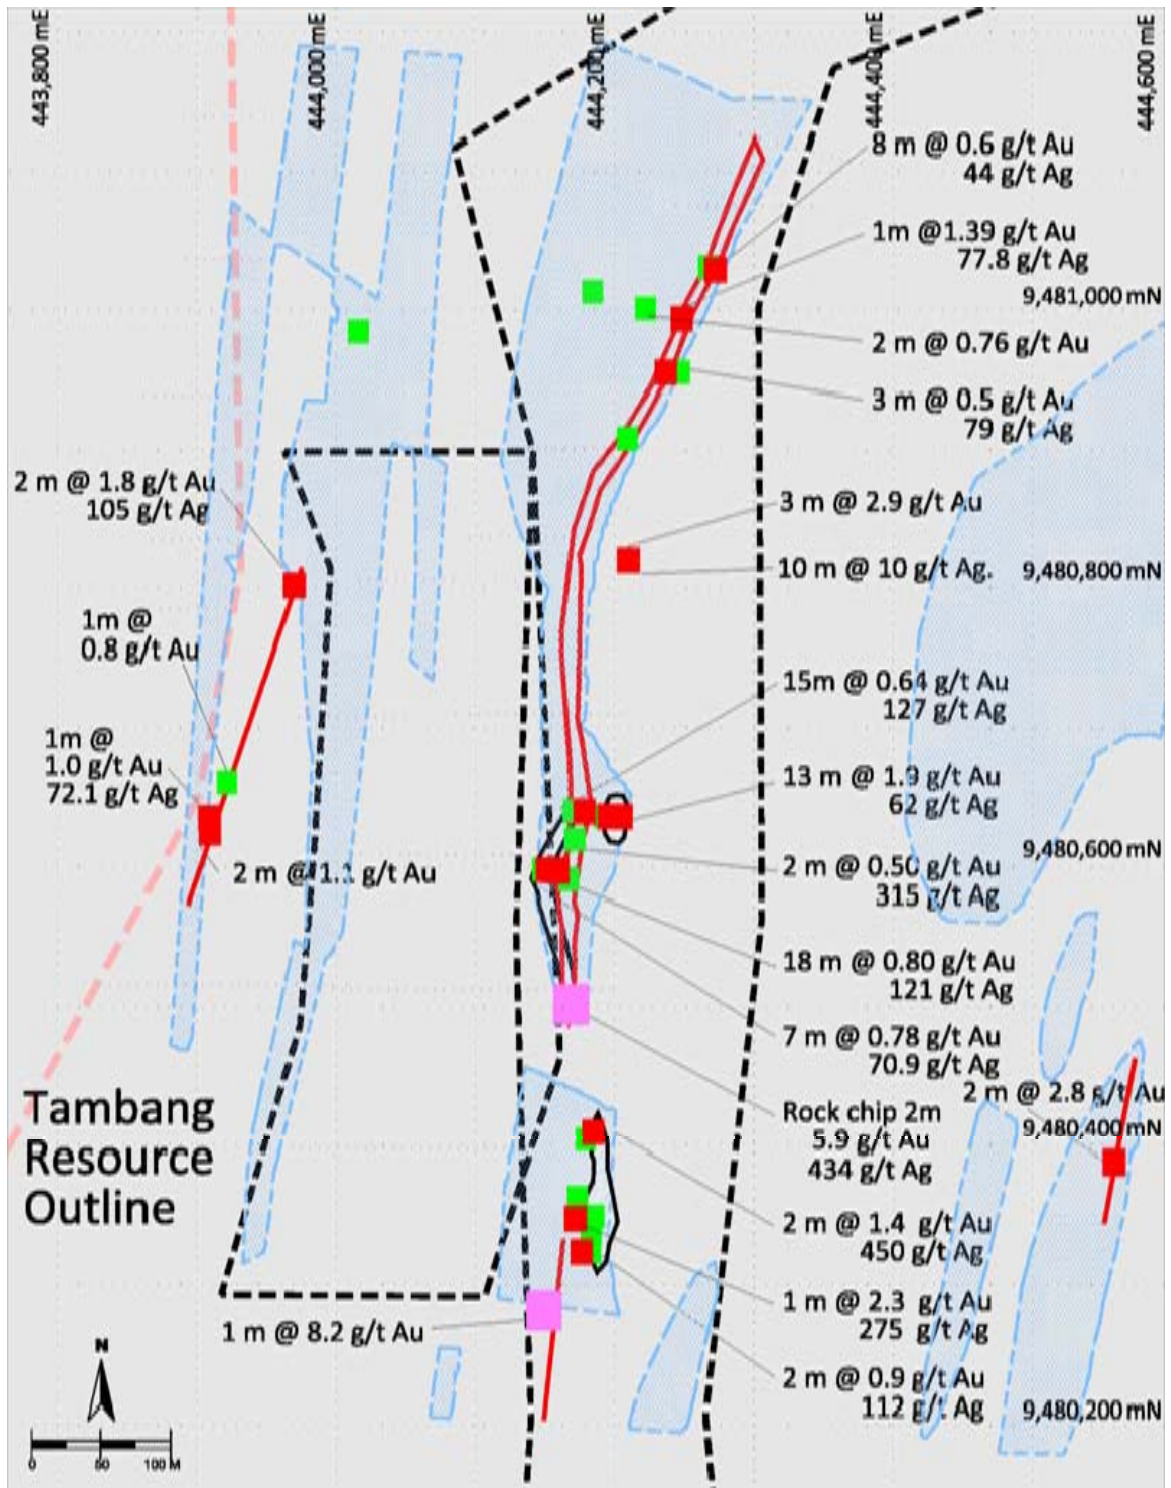 443,800 mE
444,000 mE
444,200 mE
444,400 mE
444,600 mE
8 m @ 0.6 g/t Au
44 g/t Ag
1m @1.39 g/t Au
77.8 g/t Ag
9,481,000 mN
2 m @ 0.76 g/t Au
3 m @ 0.5 g/t Au
79 g/t Ag
2 m @ 1.8 g/t Au
105 g/t Ag
3 m @ 2.9 g/t Au
10 m @ 10 g/t Ag.
9,480,800 mN
1m @
0.8 g/t Au
15m @ 0.64 g/t Au
127 g/t Ag
1m @
1.0 g/t Au
72.1 g/t Ag
13 m @ 1.9 g/t Au
62 g/t Ag
9,480,600 mN
2 m @ 1.1 g/t Au
2 m @ 0.50 g/t Au
315 g/t Ag
18 m @ 0.80 g/t Au
121 g/t Ag
7 m @ 0.78 g/t Au
70.9 g/t Ag
2 m @ 2.8 g/t Au
9,480,400 mN
Tambang
Resource
Outline
Rock chip 2m
5.9 g/t Au
434 g/t Ag
2 m @ 1.4 g/t Au
450 g/t Ag
1 m @ 2.3 g/t Au
275 g/t Ag
1 m @ 8.2 g/t Au
2 m @ 0.9 g/t Au
112 g/t Ag
9,480,200 mN
N
0 50 100 M